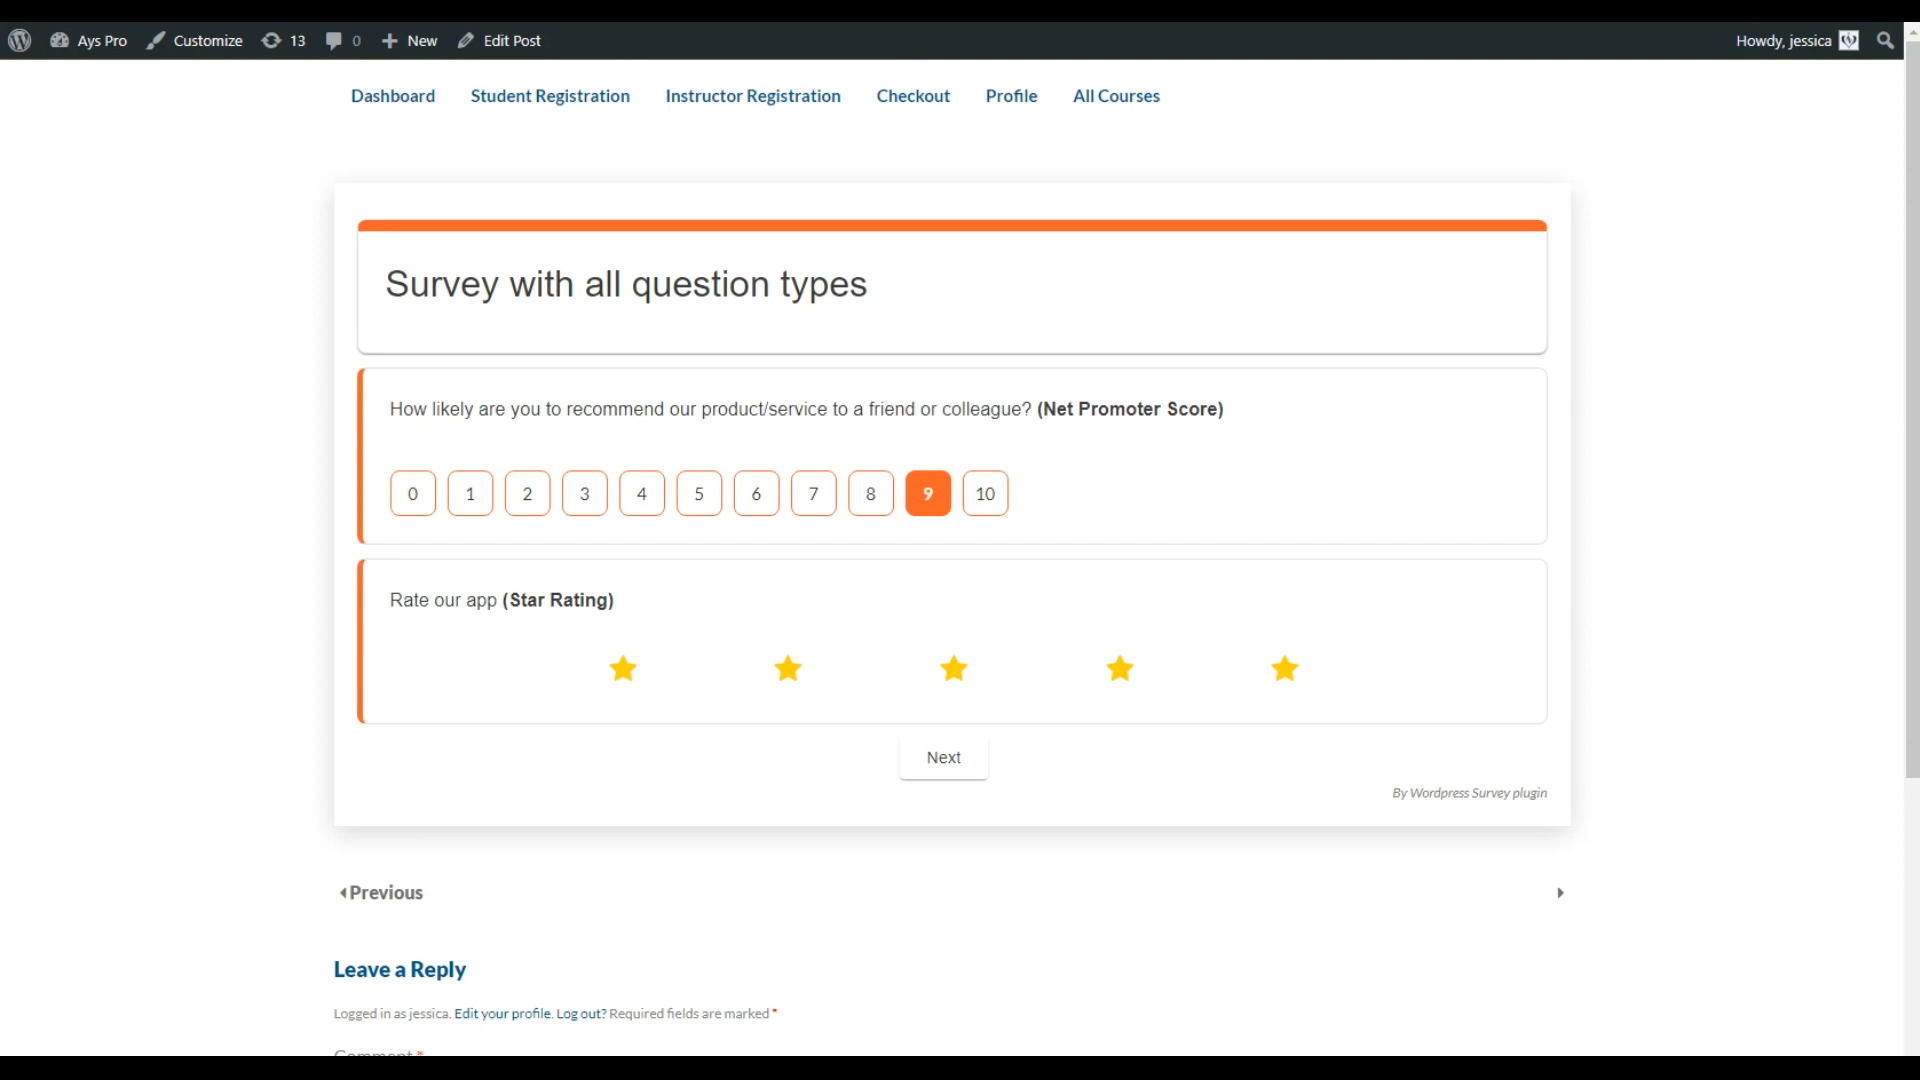 Ays Pro Customize 13 0 New Edit Post Howdy, jessica
Dashboard Student Registration Instructor Registration Checkout Profile All Courses
Survey with all question types
How likely are you to recommend our product/service to a friend or colleague? (Net Promoter Score)
0 1 2 3 4 5 6 7 8 9 10
Rate our app (Star Rating)
Next
By Wordpress Survey plugin
Previous
Leave a Reply
Logged in as jessica. Edit your profile. Log out? Required fields are marked *
Comment *